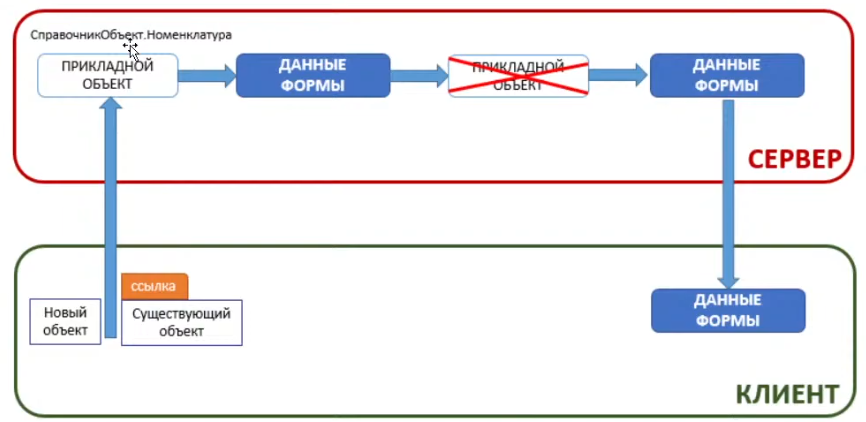 СправочникОбъект.Номенклатура
ПРИКЛАДНОЙ
ОБЪЕКТ
ДАННЫЕ
ФОРМЫ
ПРИКЛАДНОЙ
ОБЪЕКТ
ДАННЫЕ
ФОРМЫ
СЕРВЕР
ссылка
Новый
объект
Существующий
объект
ДАННЫЕ
ФОРМЫ
КЛИЕНТ